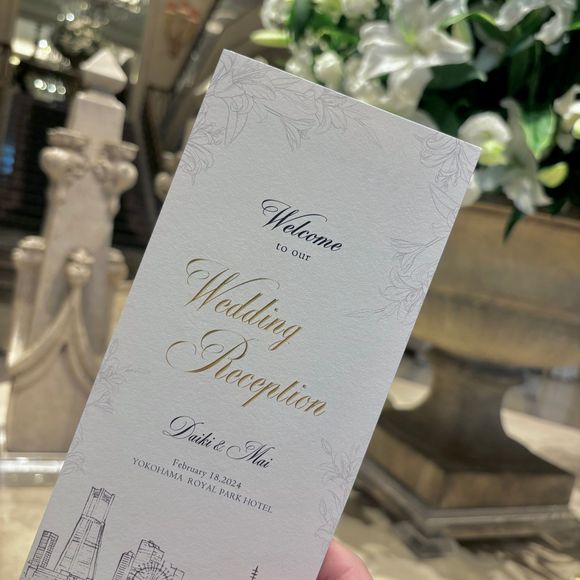 Welcome
to our
Wedding
Reception
Daiki & Mai
February 18.2024
YOKOHAMA ROYAL PARK HOTEL